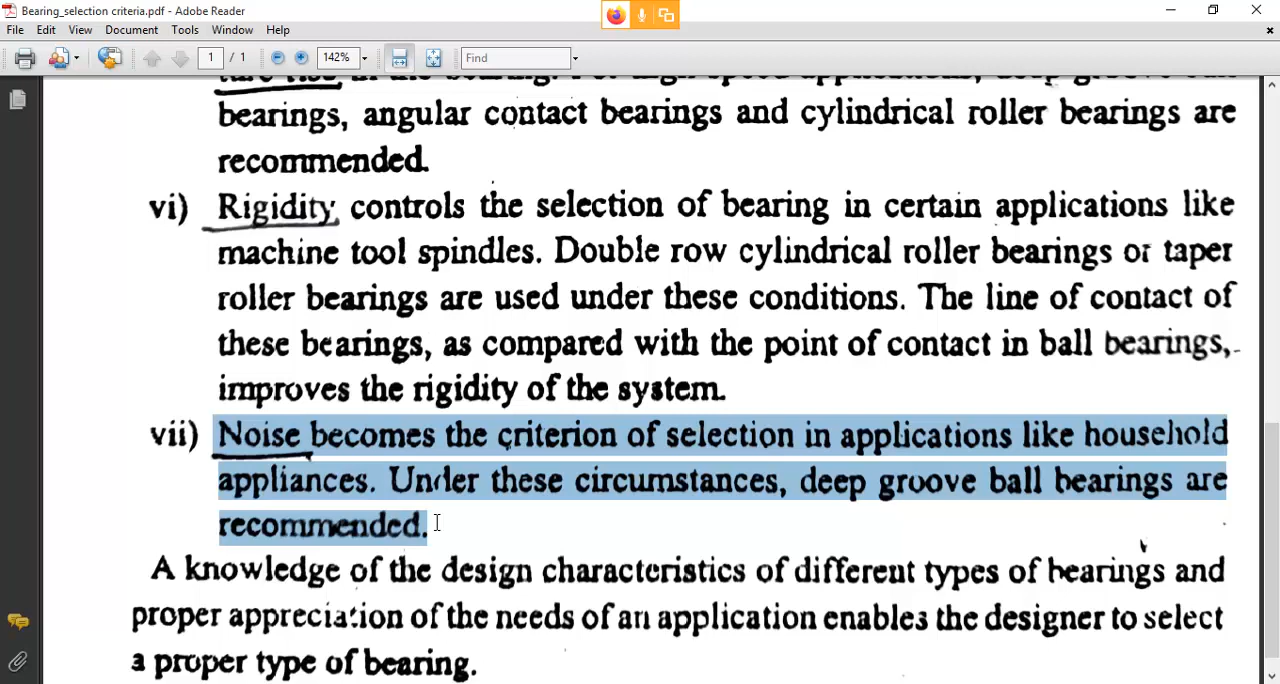 Bearing_selection criteria.pdf - Adobe Reader
File Edit View Document Tools Window Help
1 / 1 142% Find
bearings, angular contact bearings and cylindrical roller bearings are
recommended.
vi) Rigidity controls the selection of bearing in certain applications like
machine tool spindles. Double row cylindrical roller bearings or taper
roller bearings are used under these conditions. The line of contact of
these bearings, as compared with the point of contact in ball bearings,
improves the rigidity of the system.
vii) Noise becomes the criterion of selection in applications like household
appliances. Under these circumstances, deep groove ball bearings are
recommended.
A knowledge of the design characteristics of different types of bearings and
proper appreciation of the needs of an application enables the designer to select
a proper type of bearing.